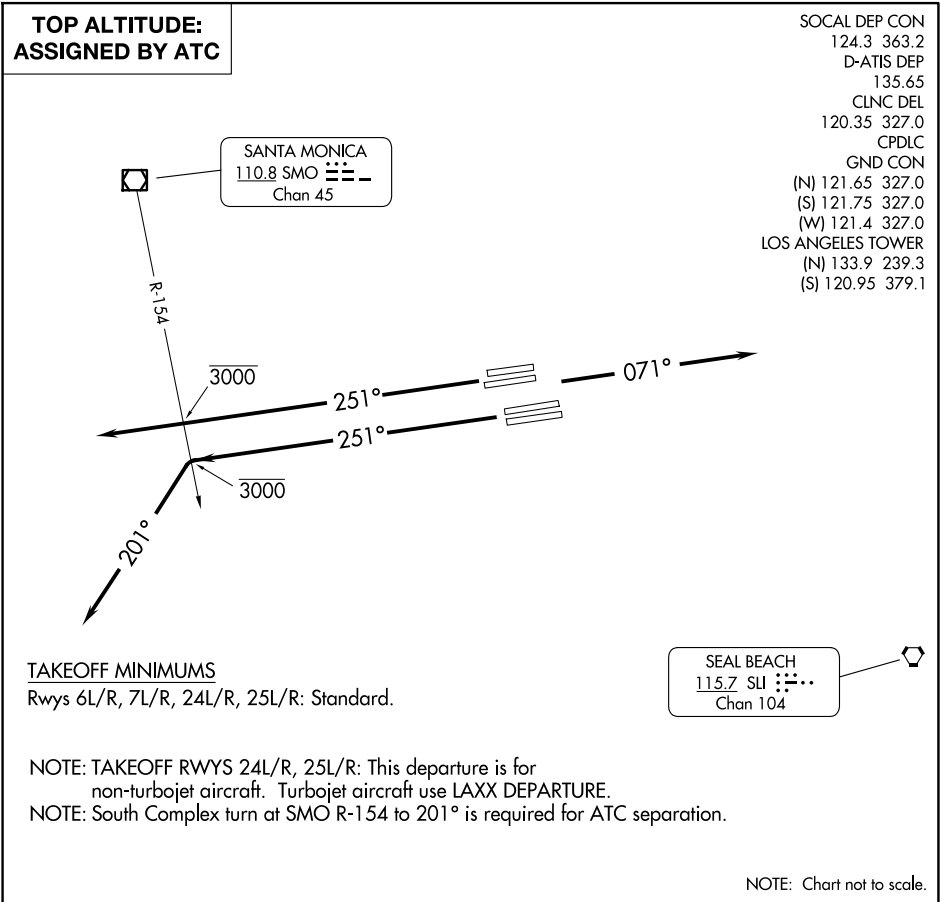 TOP ALTITUDE:
ASSIGNED BY ATC
SOCAL DEP CON
124.3 363.2
D-ATIS DEP
135.65
CLNC DEL
120.35 327.0
CPDLC
GND CON
(N) 121.65 327.0
(S) 121.75 327.0
(W) 121.4 327.0
LOS ANGELES TOWER
(N) 133.9 239.3
(S) 120.95 379.1
SANTA MONICA
110.8 SMO
Chan 45
R-154
3000
251°
071°
251°
3000
201°
TAKEOFF MINIMUMS
Rwys 6L/R, 7L/R, 24L/R, 25L/R: Standard.
SEAL BEACH
115.7 SLI
Chan 104
NOTE: TAKEOFF RWYS 24L/R, 25L/R: This departure is for
non-turbojet aircraft. Turbojet aircraft use LAXX DEPARTURE.
NOTE: South Complex turn at SMO R-154 to 201° is required for ATC separation.
NOTE: Chart not to scale.